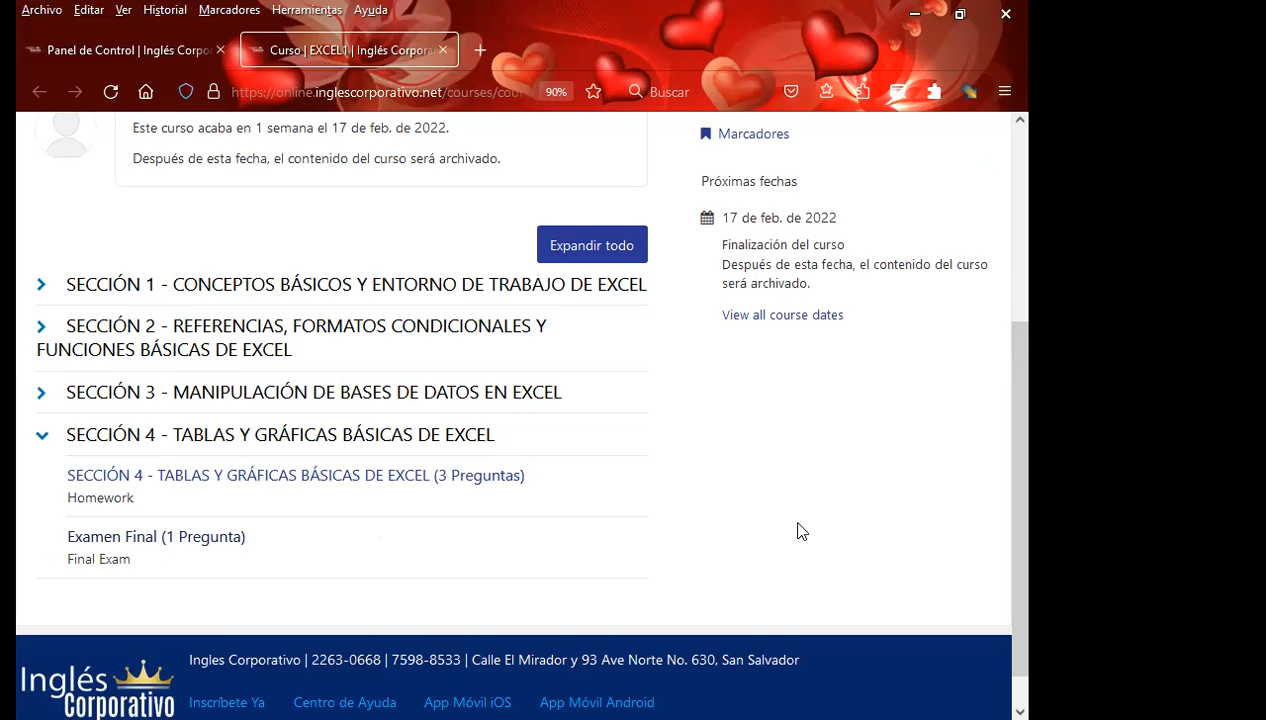 Archivo Editar Ver Historial Marcadores Herramientas Ayuda
Panel de Control | Inglés Corpor
Curso | EXCEL1 | Inglés Corpora
https://online.inglescorporativo.net/courses/cour
90%
Buscar
Este curso acaba en 1 semana el 17 de feb. de 2022.
Después de esta fecha, el contenido del curso será archivado.
Expandir todo
SECCIÓN 1 - CONCEPTOS BÁSICOS Y ENTORNO DE TRABAJO DE EXCEL
SECCIÓN 2 - REFERENCIAS, FORMATOS CONDICIONALES Y
FUNCIONES BÁSICAS DE EXCEL
SECCIÓN 3 - MANIPULACIÓN DE BASES DE DATOS EN EXCEL
SECCIÓN 4 - TABLAS Y GRÁFICAS BÁSICAS DE EXCEL
SECCIÓN 4 - TABLAS Y GRÁFICAS BÁSICAS DE EXCEL (3 Preguntas)
Homework
Examen Final (1 Pregunta)
Final Exam
Marcadores
Próximas fechas
17 de feb. de 2022
Finalización del curso
Después de esta fecha, el contenido del curso
será archivado.
View all course dates
Inglés
Corporativo
Ingles Corporativo | 2263-0668 | 7598-8533 | Calle El Mirador y 93 Ave Norte No. 630, San Salvador
Inscríbete Ya Centro de Ayuda App Móvil iOS App Móvil Android